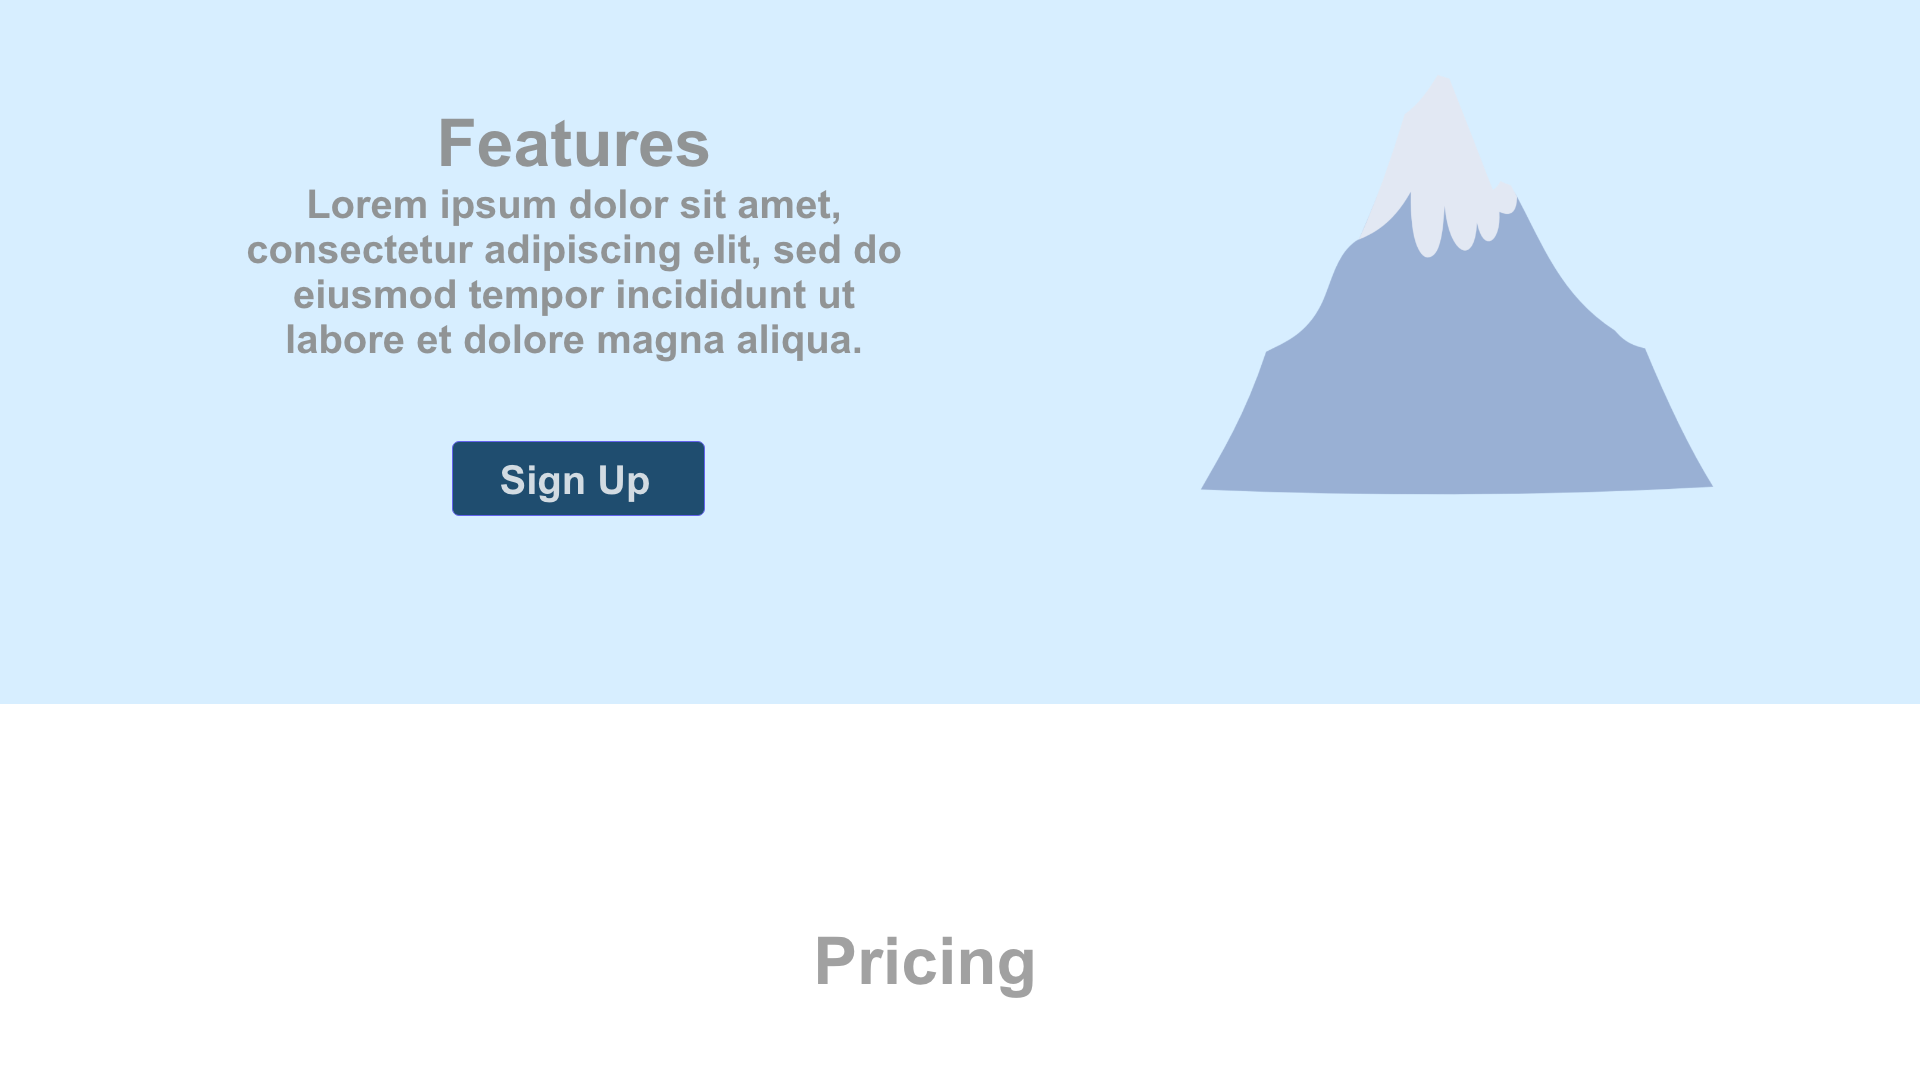 Features
Lorem ipsum dolor sit amet,
consectetur adipiscing elit, sed do
eiusmod tempor incididunt ut
labore et dolore magna aliqua.
Sign Up
Pricing